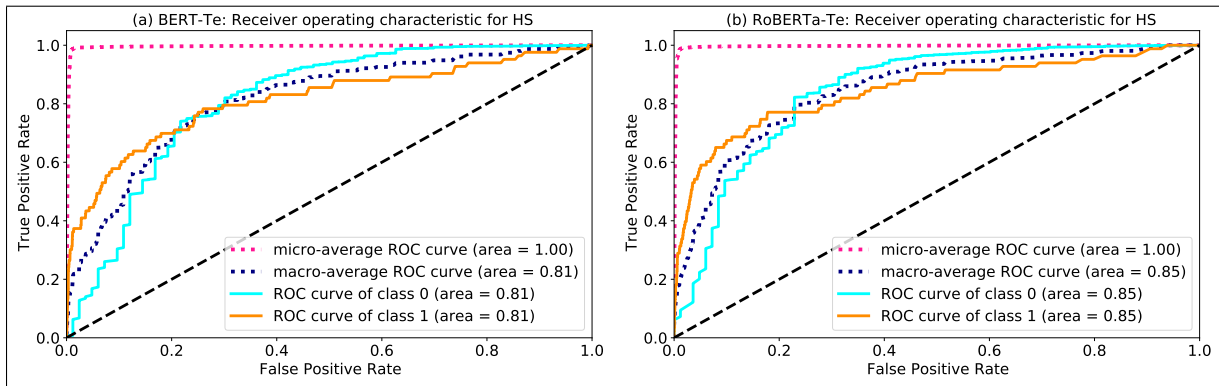 (a) BERT-Te: Receiver operating characteristic for HS
1.0
0.8
0.6
0.4
0.2
0.0
True Positive Rate
micro-average ROC curve (area = 1.00)
macro-average ROC curve (area = 0.81)
ROC curve of class 0 (area = 0.81)
ROC curve of class 1 (area = 0.81)
0.0 0.2 0.4 0.6 0.8 1.0
False Positive Rate
(b) RoBERTa-Te: Receiver operating characteristic for HS
1.0
0.8
0.6
0.4
0.2
0.0
True Positive Rate
micro-average ROC curve (area = 1.00)
macro-average ROC curve (area = 0.85)
ROC curve of class 0 (area = 0.85)
ROC curve of class 1 (area = 0.85)
0.0 0.2 0.4 0.6 0.8 1.0
False Positive Rate